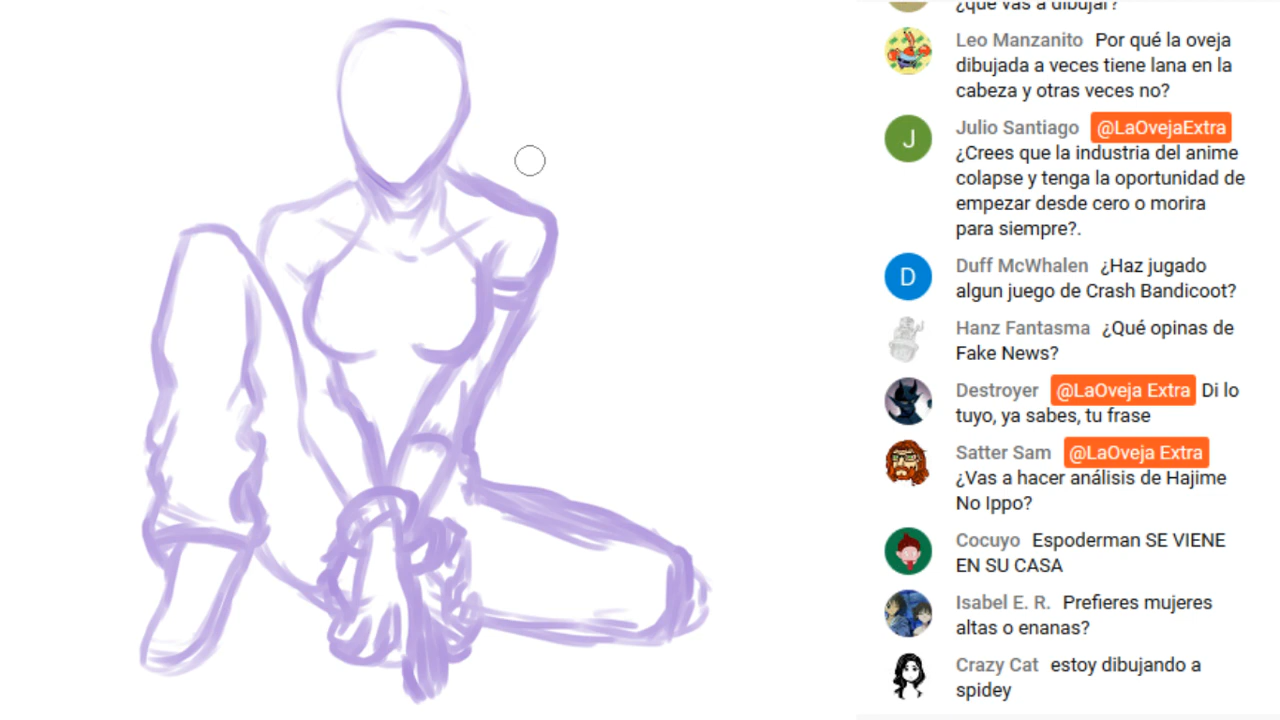 ¿que vas a dibujar?
Leo Manzanito Por qué la oveja
dibujada a veces tiene lana en la
cabeza y otras veces no?
J
Julio Santiago @LaOvejaExtra
¿Crees que la industria del anime
colapse y tenga la oportunidad de
empezar desde cero o morira
para siempre?.
D
Duff McWhalen ¿Haz jugado
algun juego de Crash Bandicoot?
Hanz Fantasma ¿Qué opinas de
Fake News?
Destroyer @LaOveja Extra Di lo
tuyo, ya sabes, tu frase
Satter Sam @LaOveja Extra
¿Vas a hacer análisis de Hajime
No Ippo?
Cocuyo Espoderman SE VIENE
EN SU CASA
Isabel E. R. Prefieres mujeres
altas o enanas?
Crazy Cat estoy dibujando a
spidey